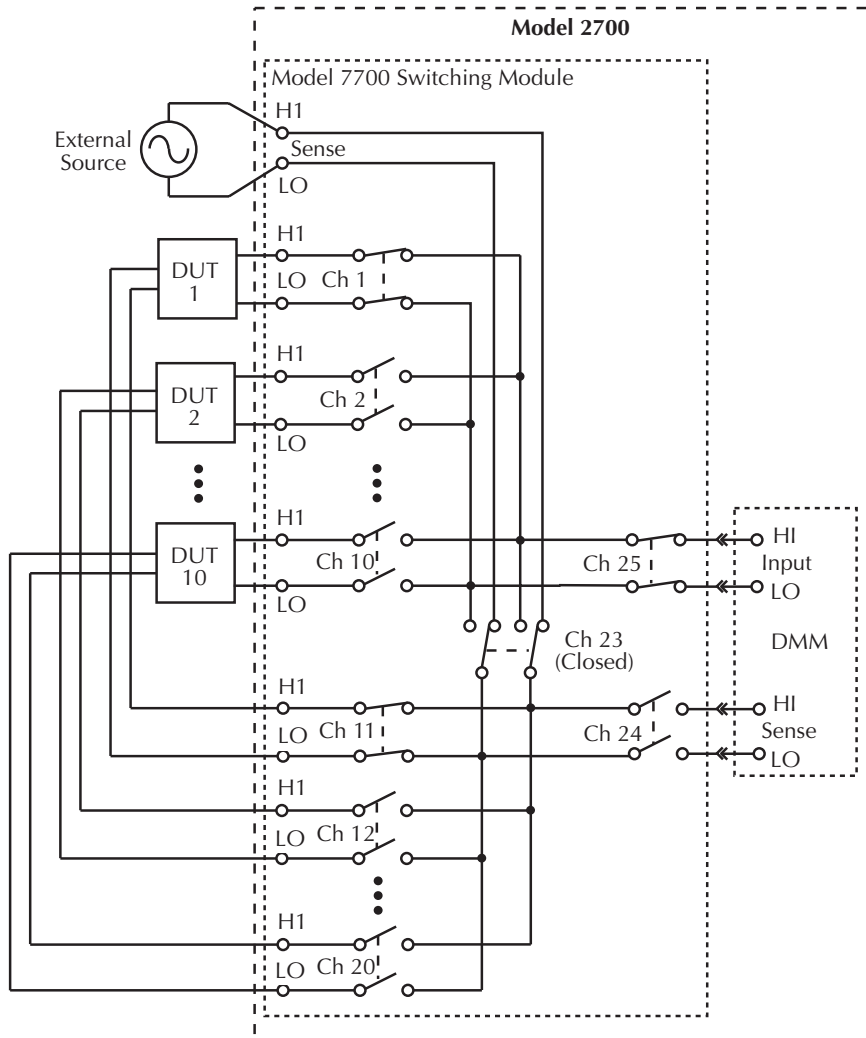 Model 2700
Model 7700 Switching Module
H1
External
Source
Sense
LO
H1
DUT
1
LO
Ch 1
H1
DUT
2
Ch 2
LO
H1
DUT
10
Ch 10
LO
Ch 25
HI
Input
LO
DMM
Ch 23
(Closed)
H1
LO
Ch 11
Ch 24
HI
Sense
LO
H1
LO
Ch 12
H1
LO
Ch 20